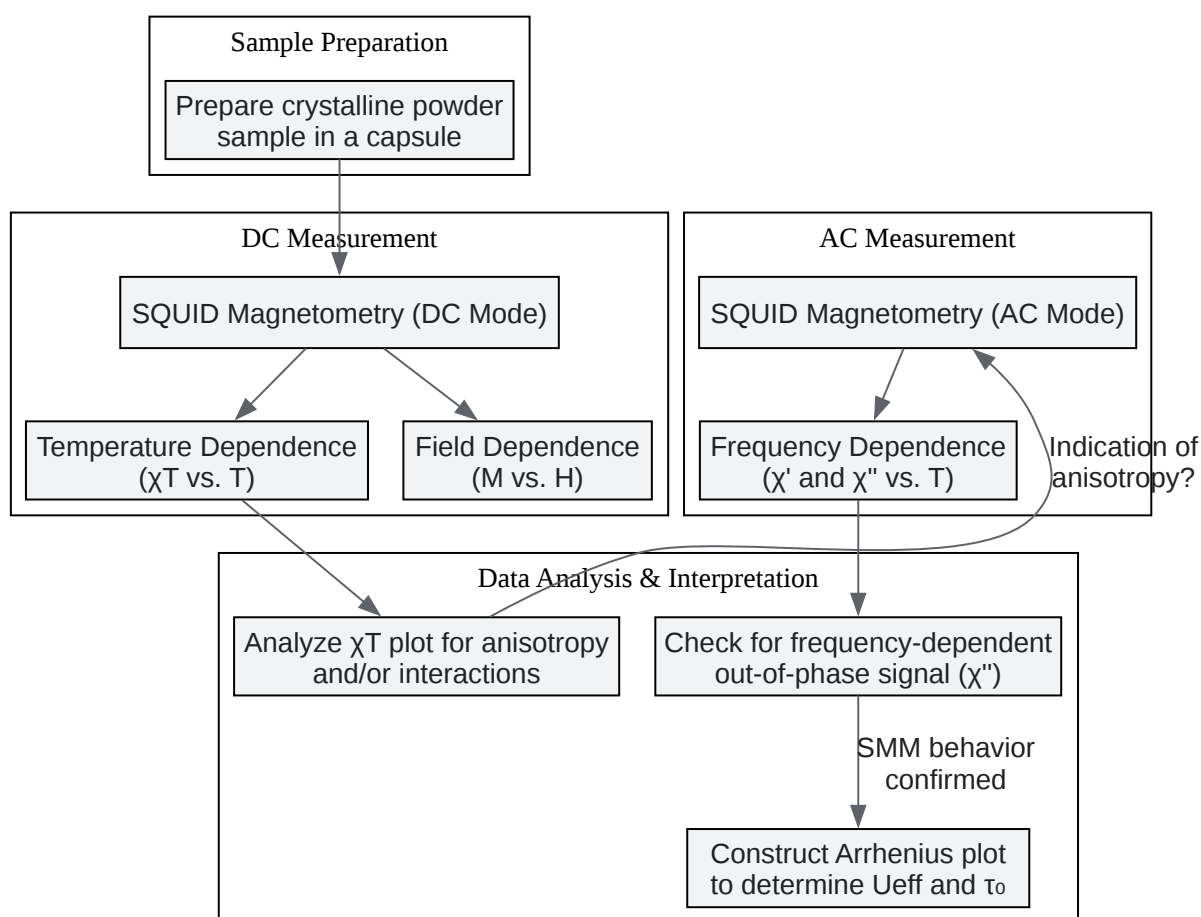 Sample Preparation
Prepare crystalline powder
sample in a capsule
DC Measurement
SQUID Magnetometry (DC Mode)
Temperature Dependence
(χT vs. T)
Field Dependence
(M vs. H)
AC Measurement
SQUID Magnetometry (AC Mode)
Frequency Dependence
(χ' and χ'' vs. T)
Indication of
anisotropy?
Data Analysis & Interpretation
Analyze χT plot for anisotropy
and/or interactions
Check for frequency-dependent
out-of-phase signal (χ'')
SMM behavior
confirmed
Construct Arrhenius plot
to determine Ueff and τ₀